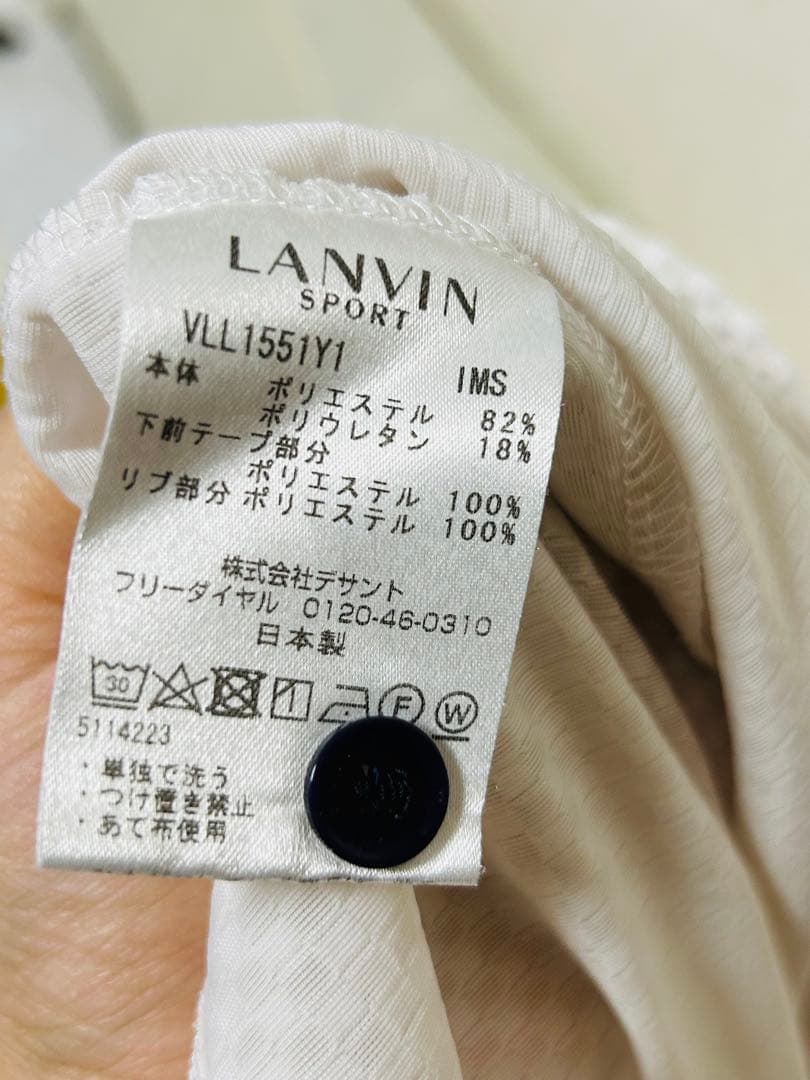 LANVIN
SPORT
VLL1551Y1
IMS
本体 ポリエステル 82%
ポリウレタン 18%
下前テープ部分
ポリエステル 100%
リブ部分 ポリエステル 100%
株式会社デサント
フリーダイヤル 0120-46-0310
日本製
30
F
W
5114223
・単独で洗う
・つけ置き禁止
・あて布使用